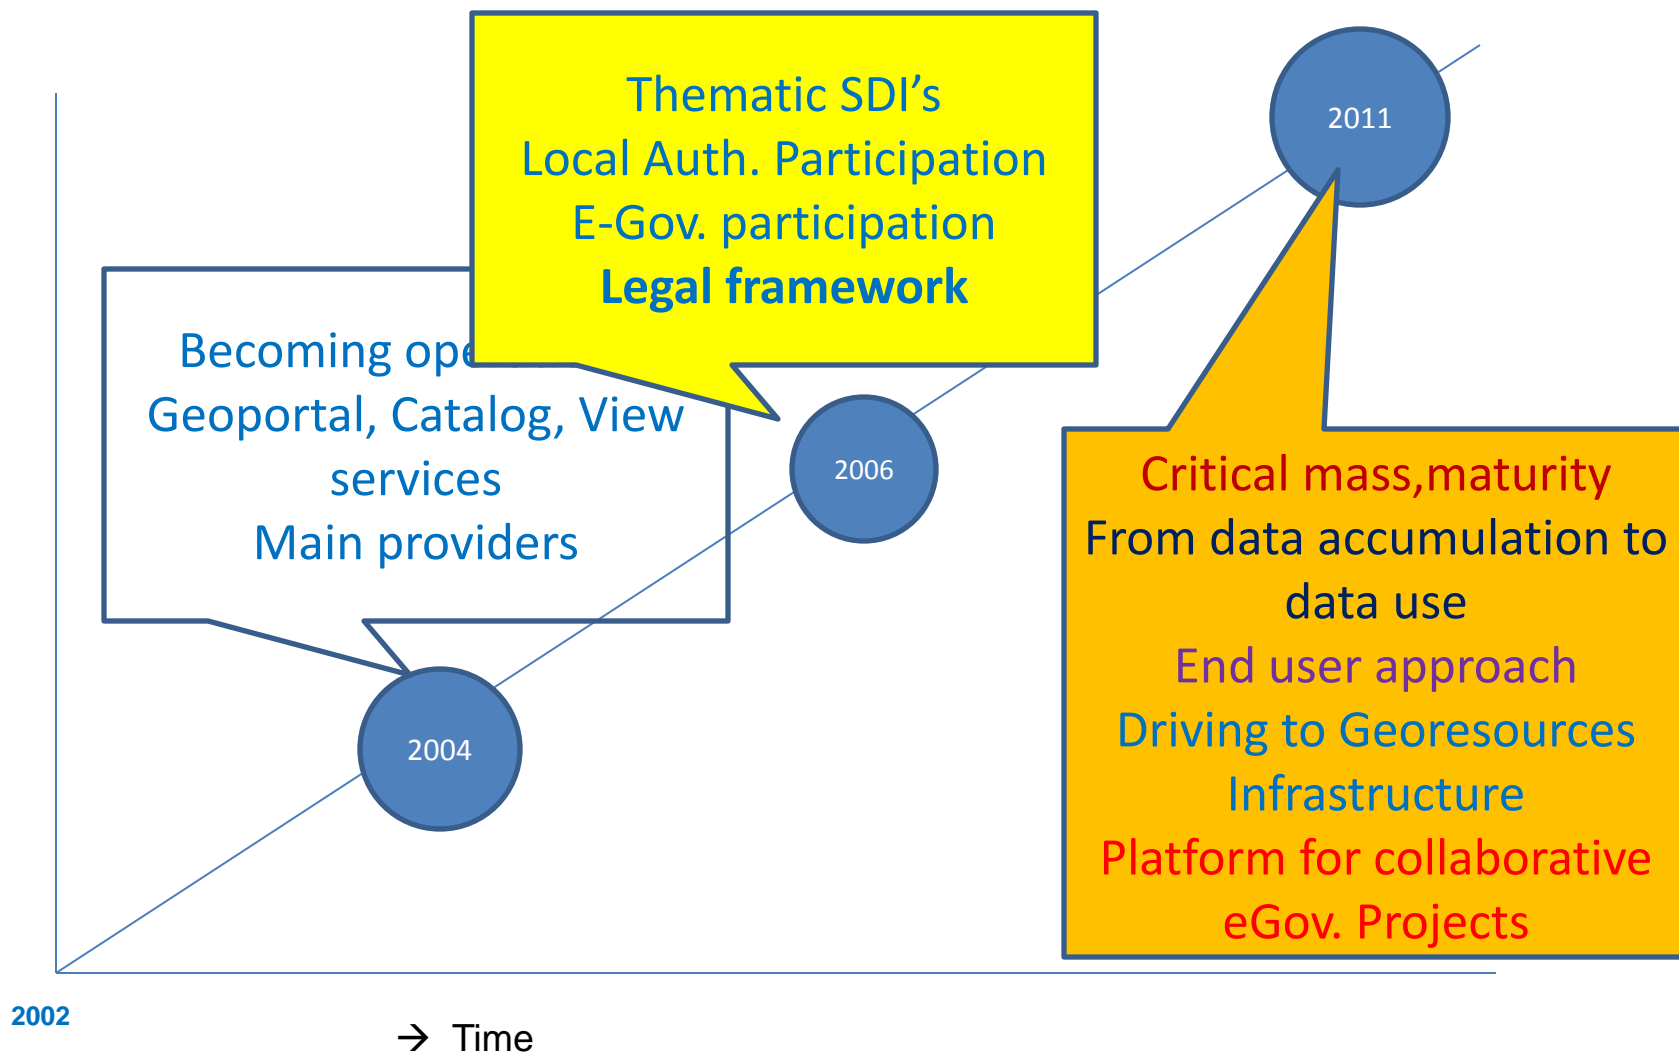 Thematic SDI’s
Local Auth. Participation
E-Gov. participation
Legal framework
2011
Becoming
Geoportal, Catalog, View
services
Main providers
2006
2004
Critical mass,maturity
From data accumulation to
data use
End user approach
Driving to Georesources
Infrastructure
Platform for collaborative
eGov. Projects
2002
→ Time